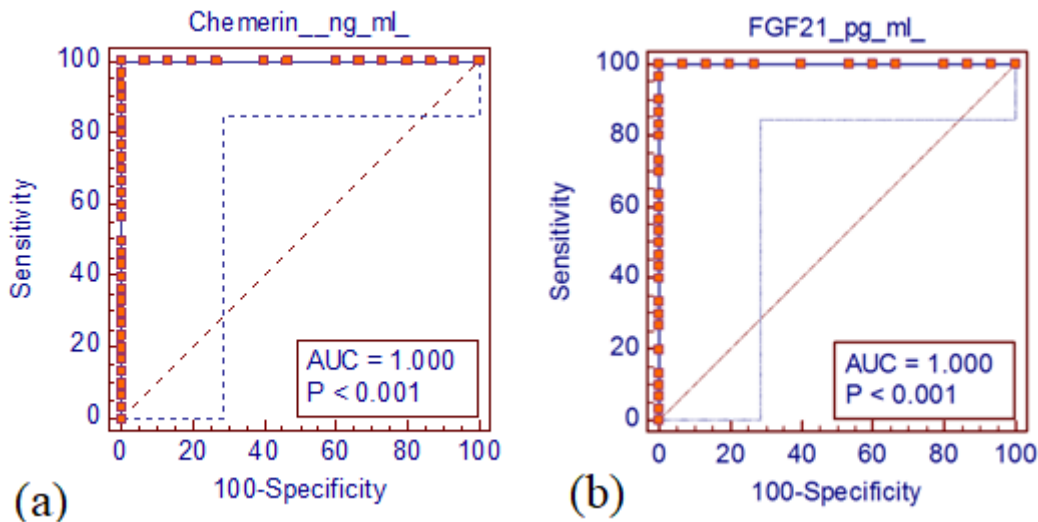 Chemerin__ng_ml_
Sensitivity
100
80
60
40
20
0
AUC = 1.000
P < 0.001
0 20 40 60 80 100
100-Specificity
(a)
FGF21_pg_ml_
Sensitivity
100
80
60
40
20
0
AUC = 1.000
P < 0.001
0 20 40 60 80 100
100-Specificity
(b)